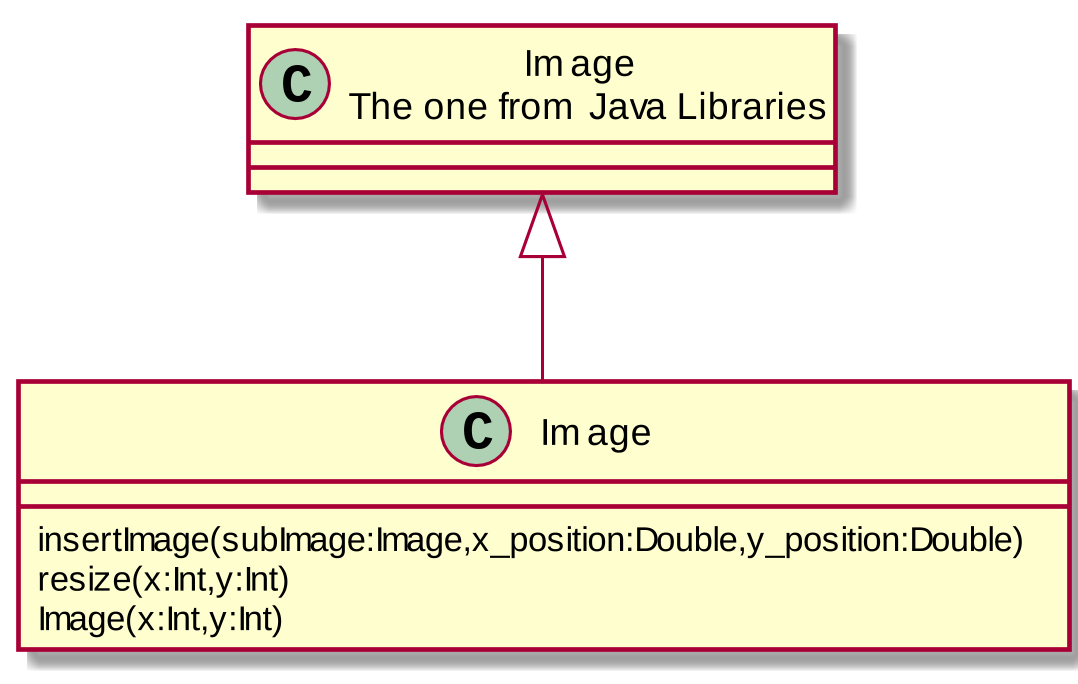 C
Image
The one from Java Libraries
C Image
insertImage(subImage:Image,x_position:Double,y_position:Double)
resize(x:Int,y:Int)
Image(x:Int,y:Int)